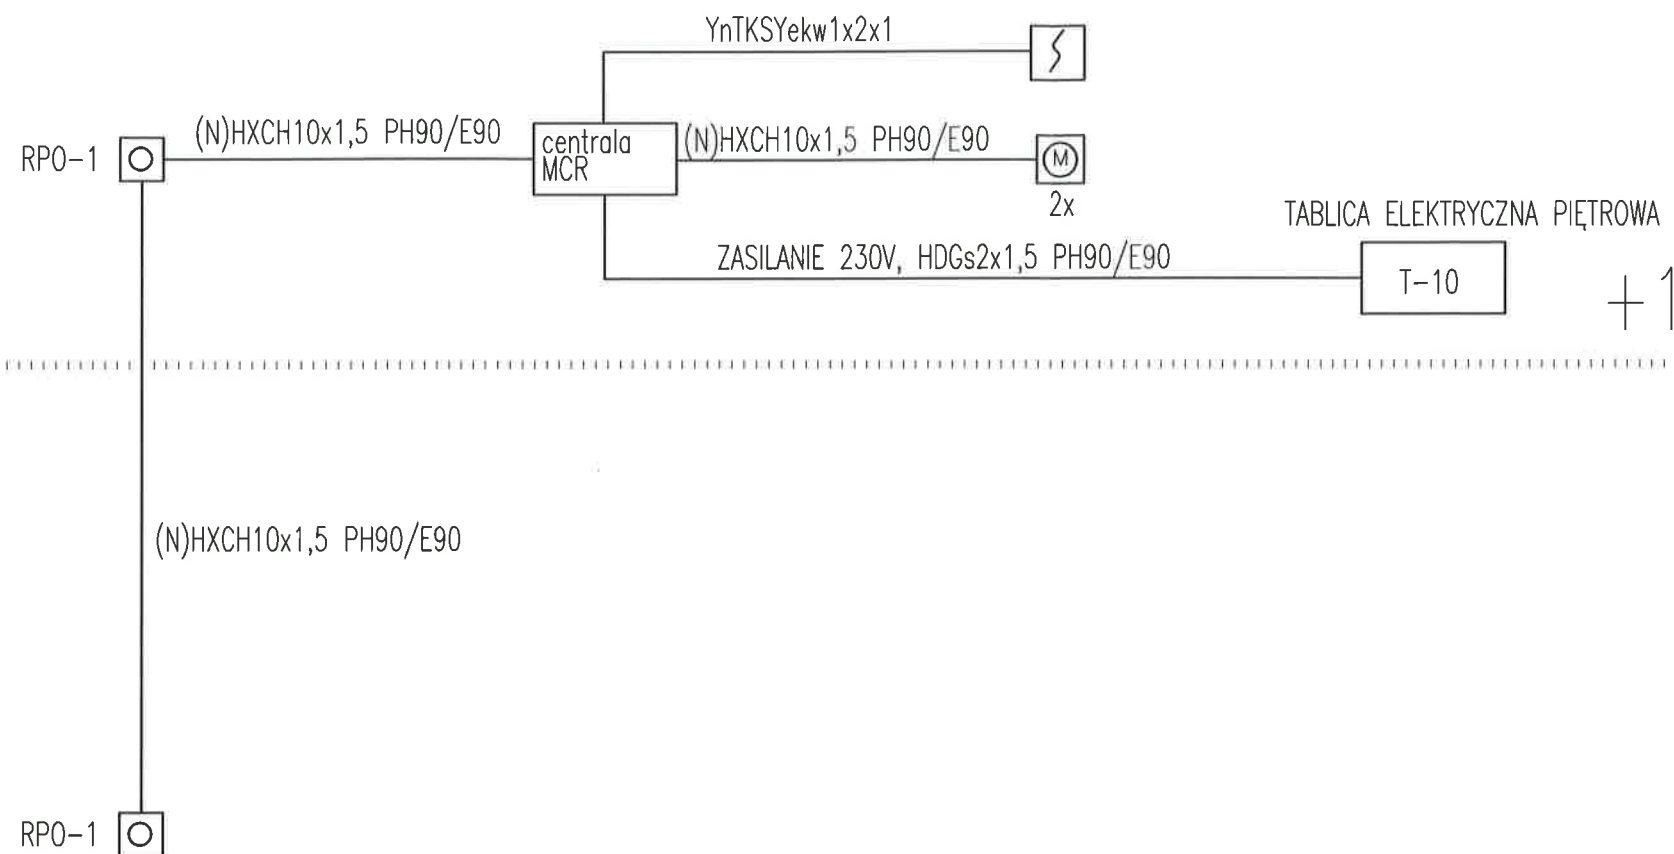 YnTKSYekw1x2x1
RPO-1
(N)HXCH10x1,5 PH90/E90
centrala
MCR
(N)HXCH10x1,5 PH90/E90
M
2x
TABLICA ELEKTRYCZNA PIĘTROWA
ZASILANIE 230V, HDGs2x1,5 PH90/E90
T-10
+1
(N)HXCH10x1,5 PH90/E90
RPO-1